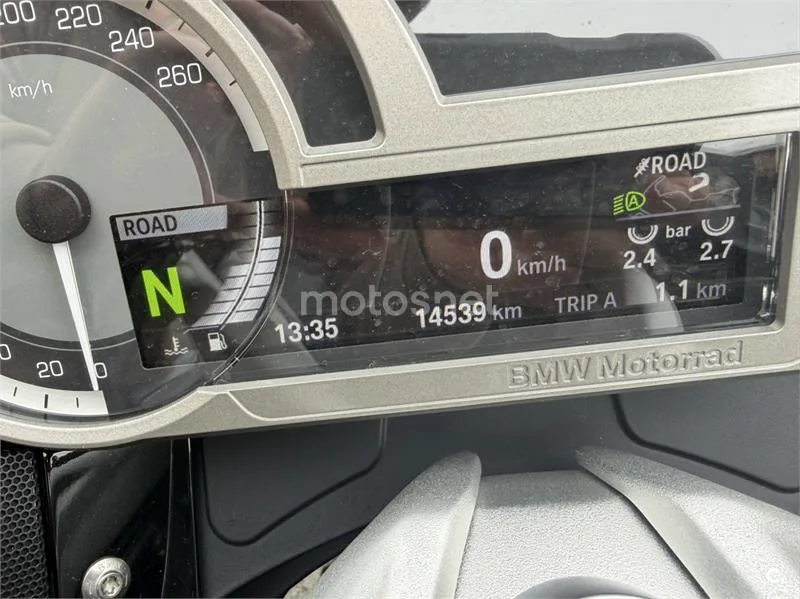 200 220 240 260
km/h
ROAD
ROAD
N
0 km/h
bar
2.4 2.7
13:35 14539 km TRIP A 1.1 km
motosnet
20 0
BMW Motorrad